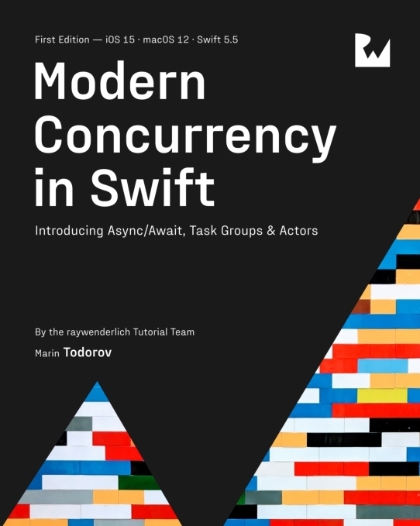 First Edition — iOS 15 · macOS 12 · Swift 5.5
Modern
Concurrency
in Swift
Introducing Async/Await, Task Groups & Actors
By the raywenderlich Tutorial Team
Marin Todorov